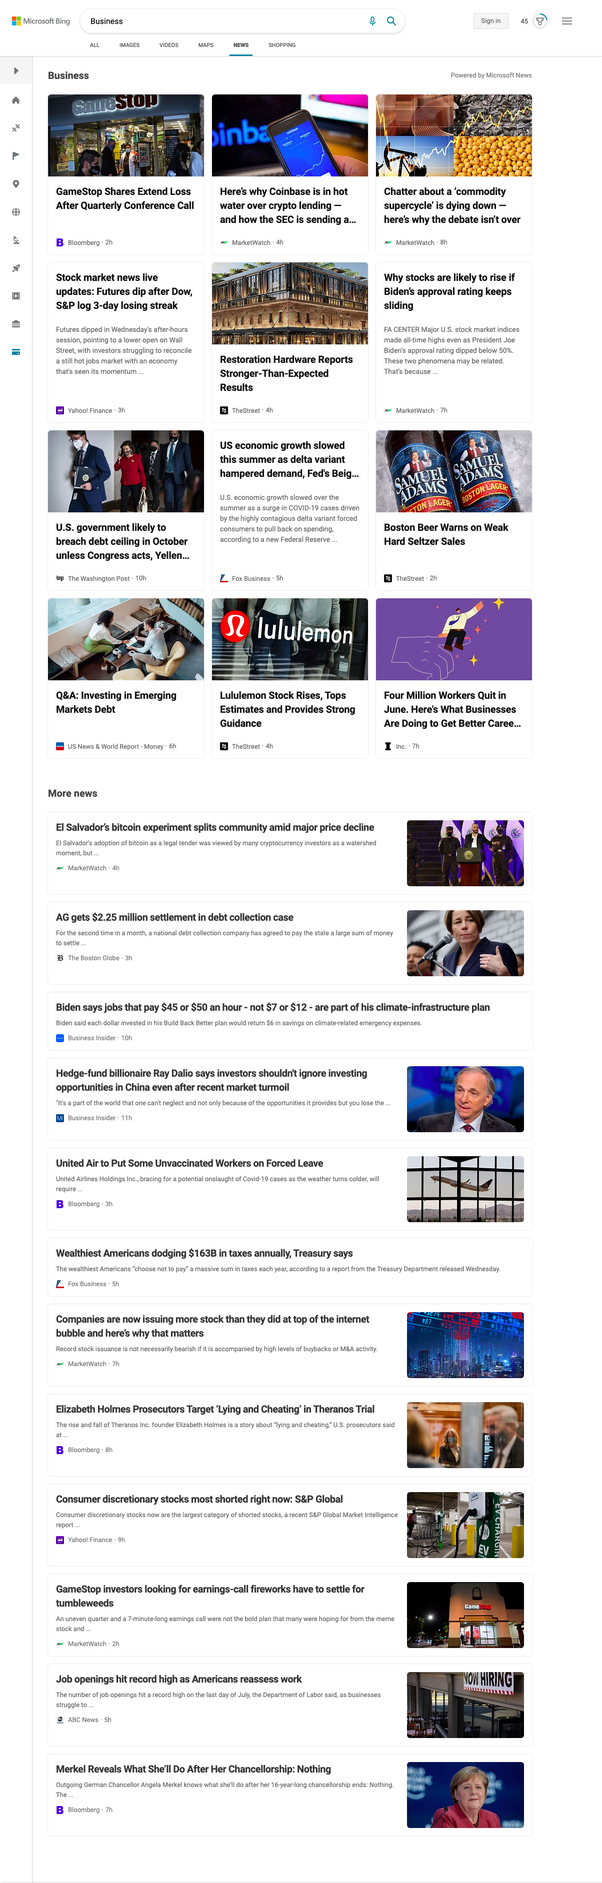 Microsoft Bing
Business
Sign in
45
ALL
IMAGES
VIDEOS
MAPS
NEWS
SHOPPING
Business
Powered by Microsoft News
GameStop
GameStop Shares Extend Loss
After Quarterly Conference Call
Bloomberg · 2h
Here's why Coinbase is in hot
water over crypto lending —
and how the SEC is sending a...
MarketWatch · 4h
Chatter about a 'commodity
supercycle' is dying down —
here's why the debate isn't over
MarketWatch · 8h
Stock market news live
updates: Futures dip after Dow,
S&P log 3-day losing streak
Futures dipped in Wednesday's after-hours
session, pointing to a lower open on Wall
Street, with investors struggling to reconcile
a still hot jobs market with an economy
that's seen its momentum ...
Yahoo! Finance · 3h
Restoration Hardware Reports
Stronger-Than-Expected
Results
TheStreet · 4h
Why stocks are likely to rise if
Biden's approval rating keeps
sliding
FA CENTER Major U.S. stock market indices
made all-time highs even as President Joe
Biden's approval rating dipped below 50%.
These two phenomena may be related.
That's because ...
MarketWatch · 7h
U.S. government likely to
breach debt ceiling in October
unless Congress acts, Yellen...
The Washington Post · 10h
US economic growth slowed
this summer as delta variant
hampered demand, Fed's Beig...
U.S. economic growth slowed over the
summer as a surge in COVID-19 cases driven
by the highly contagious delta variant forced
consumers to pull back on spending,
according to a new Federal Reserve ...
Fox Business · 5h
SAMUEL
ADAMS
BOSTON LAGER
SAMUEL
ADAMS
BOSTON LAGER
Boston Beer Warns on Weak
Hard Seltzer Sales
TheStreet · 2h
Q&A: Investing in Emerging
Markets Debt
US News & World Report - Money · 6h
lululemon
Lululemon Stock Rises, Tops
Estimates and Provides Strong
Guidance
TheStreet · 4h
Four Million Workers Quit in
June. Here's What Businesses
Are Doing to Get Better Caree...
Inc. · 7h
More news
El Salvador's bitcoin experiment splits community amid major price decline
El Salvador's adoption of bitcoin as a legal tender was viewed by many cryptocurrency investors as a watershed
moment, but ...
MarketWatch · 4h
AG gets $2.25 million settlement in debt collection case
For the second time in a month, a national debt collection company has agreed to pay the state a large sum of money
to settle ...
The Boston Globe · 3h
Biden says jobs that pay $45 or $50 an hour - not $7 or $12 - are part of his climate-infrastructure plan
Biden said each dollar invested in his Build Back Better plan would return $6 in savings on climate-related emergency expenses.
Business Insider · 10h
Hedge-fund billionaire Ray Dalio says investors shouldn't ignore investing
opportunities in China even after recent market turmoil
"It's a part of the world that one can't neglect and not only because of the opportunities it provides but you lose the ...
Business Insider · 11h
United Air to Put Some Unvaccinated Workers on Forced Leave
United Airlines Holdings Inc., bracing for a potential onslaught of Covid-19 cases as the weather turns colder, will
require ...
Bloomberg · 3h
Wealthiest Americans dodging $163B in taxes annually, Treasury says
The wealthiest Americans "choose not to pay" a massive sum in taxes each year, according to a report from the Treasury Department released Wednesday.
Fox Business · 5h
Companies are now issuing more stock than they did at top of the internet
bubble and here's why that matters
Record stock issuance is not necessarily bearish if it is accompanied by high levels of buybacks or M&A activity.
MarketWatch · 7h
Elizabeth Holmes Prosecutors Target 'Lying and Cheating' in Theranos Trial
The rise and fall of Theranos Inc. founder Elizabeth Holmes is a story about "lying and cheating," U.S. prosecutors said
at ...
Bloomberg · 8h
Consumer discretionary stocks most shorted right now: S&P Global
Consumer discretionary stocks now are the largest category of shorted stocks, a recent S&P Global Market Intelligence
report ...
Yahoo! Finance · 9h
GameStop investors looking for earnings-call fireworks have to settle for
tumbleweeds
An uneven quarter and a 7-minute-long earnings call were not the bold plan that many were hoping for from the meme
stock and ...
MarketWatch · 2h
Job openings hit record high as Americans reassess work
The number of job openings hit a record high on the last day of July, the Department of Labor said, as businesses
struggle to ...
ABC News · 5h
NOW HIRING
Merkel Reveals What She'll Do After Her Chancellorship: Nothing
Outgoing German Chancellor Angela Merkel knows what she'll do after her 16-year-long chancellorship ends: Nothing.
The ...
Bloomberg · 7h